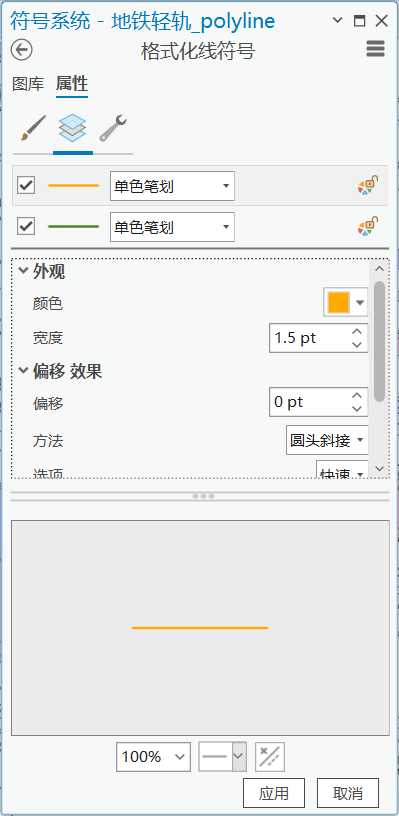 符号系统 - 地铁轻轨_polyline
格式化线符号
图库 属性
单色笔划
单色笔划
外观
颜色
宽度 1.5 pt
偏移 效果
偏移 0 pt
方法 圆头斜接
选项 快速
100%
应用 取消